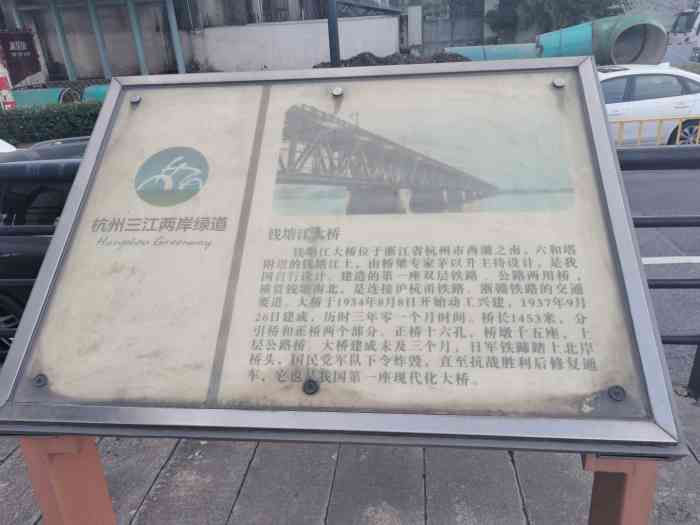 杭州三江两岸绿道
Hangzhou Greenway
钱塘江大桥
钱塘江大桥位于浙江省杭州市西湖之南，六和塔
附近的钱塘江上，由桥梁专家茅以升主持设计，是我
国自行设计、建造的第一座双层铁路、公路两用桥，
横贯钱塘南北，是连接沪杭甬铁路、浙赣铁路的交通
要道。大桥于1934年8月8日开始动工兴建，1937年9月
26日建成，历时三年零一个月时间。桥长1453米，分
引桥和正桥两个部分。正桥十六孔，桥墩十五座，上
层公路桥。大桥建成未及三个月，日军铁蹄踏上北岸
桥头，国民党军队下令炸毁，直至抗战胜利后修复通
车，它也是我国第一座现代化大桥。